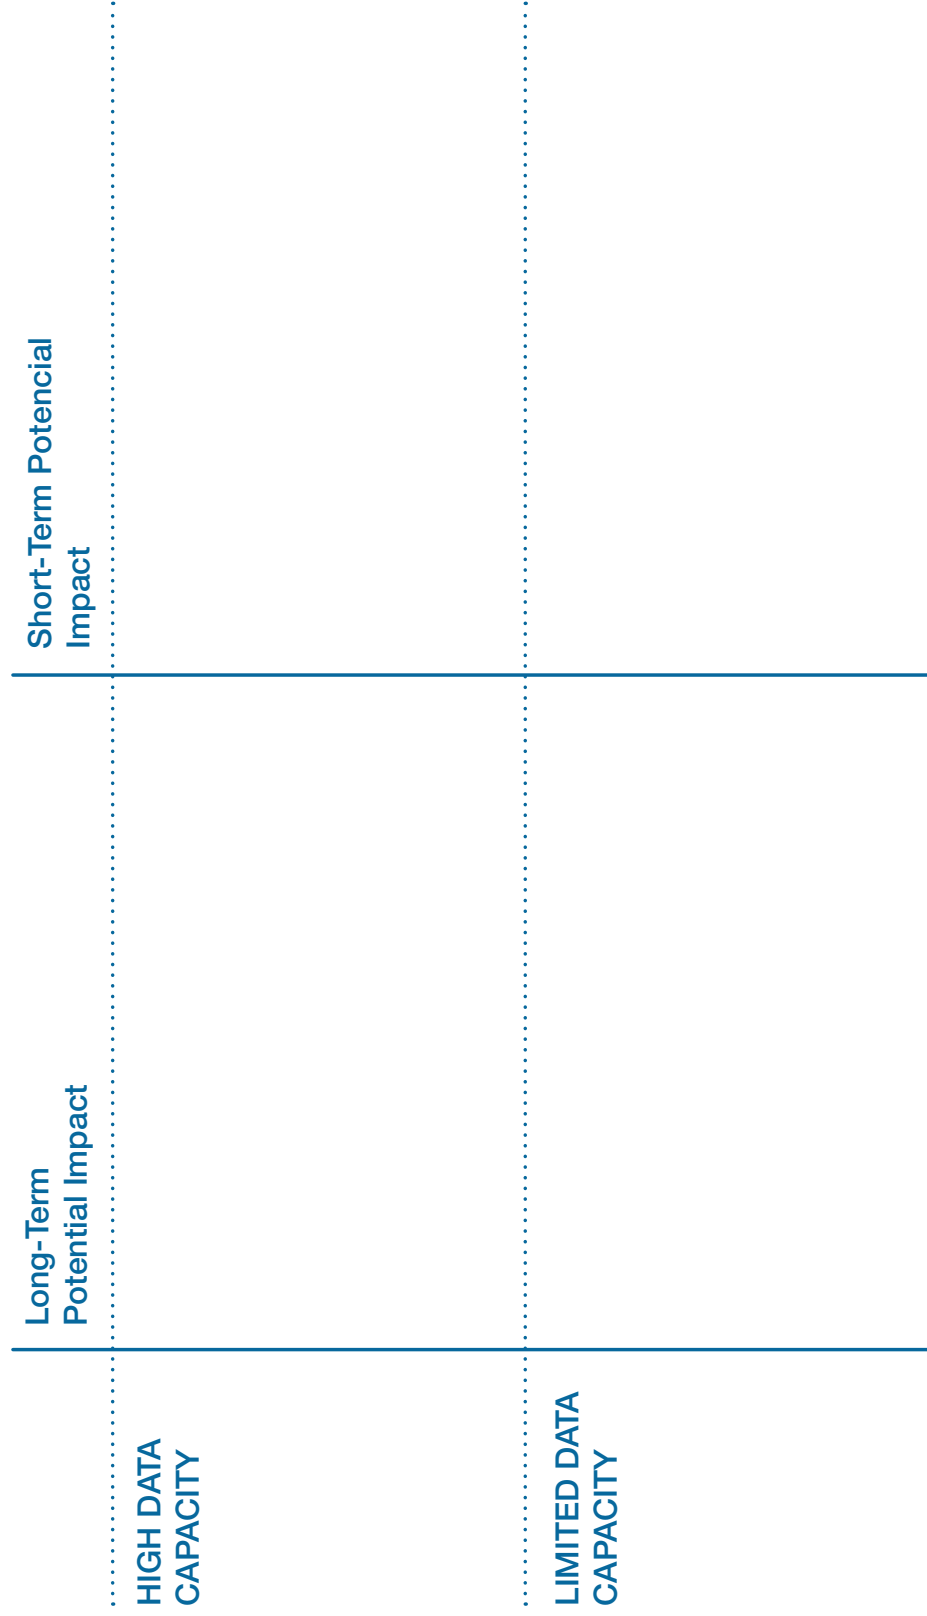 Long-Term
Potential Impact
Short-Term Potencial
Impact
HIGH DATA
CAPACITY
LIMITED DATA
CAPACITY